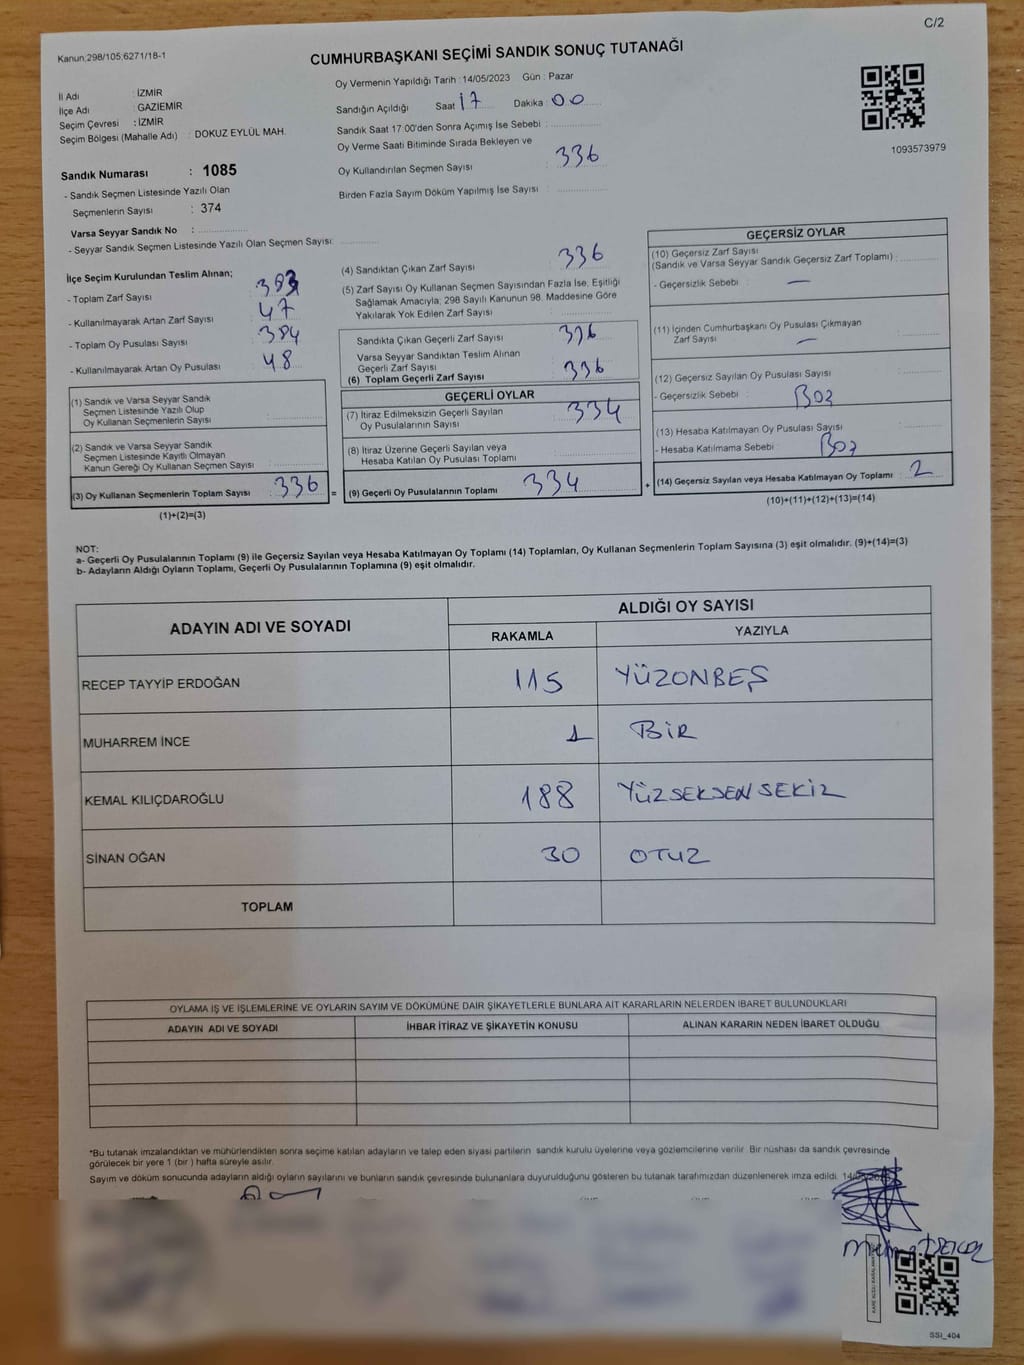 C/2
Kanun;298/105;6271/18-1
CUMHURBAŞKANI SEÇİMİ SANDIK SONUÇ TUTANAĞI
İl Adı : İZMİR
İlçe Adı : GAZİEMİR
Seçim Çevresi : İZMİR
Seçim Bölgesi (Mahalle Adı) : DOKUZ EYLÜL MAH.
Sandık Numarası : 1085
- Sandık Seçmen Listesinde Yazılı Olan
Seçmenlerin Sayısı : 374
Varsa Seyyar Sandık No :
- Seyyar Sandık Seçmen Listesinde Yazılı Olan Seçmen Sayısı:
Oy Vermenin Yapıldığı Tarih : 14/05/2023 Gün : Pazar
Sandığın Açıldığı Saat 17 Dakika 00
Sandık Saat 17:00'den Sonra Açımış İse Sebebi :
Oy Verme Saati Bitiminde Sırada Bekleyen ve
Oy Kullandırılan Seçmen Sayısı : 336
Birden Fazla Sayım Döküm Yapılmış İse Sayısı :
1093573979
İlçe Seçim Kurulundan Teslim Alınan;
- Toplam Zarf Sayısı : 383
- Kullanılmayarak Artan Zarf Sayısı : 47
- Toplam Oy Pusulası Sayısı : 384
- Kullanılmayarak Artan Oy Pusulası : 48
(1) Sandık ve Varsa Seyyar Sandık
Seçmen Listesinde Yazılı Olup
Oy Kullanan Seçmenlerin Sayısı :
(2) Sandık ve Varsa Seyyar Sandık
Seçmen Listesinde Kayıtlı Olmayan
Kanun Gereği Oy Kullanan Seçmen Sayısı :
(3) Oy Kullanan Seçmenlerin Toplam Sayısı : 336
(1)+(2)=(3)
=
(4) Sandıktan Çıkan Zarf Sayısı : 336
(5) Zarf Sayısı Oy Kullanan Seçmen Sayısından Fazla İse, Eşitliği
Sağlamak Amacıyla; 298 Sayılı Kanunun 98. Maddesine Göre
Yakılarak Yok Edilen Zarf Sayısı :
Sandıkta Çıkan Geçerli Zarf Sayısı : 336
Varsa Seyyar Sandıktan Teslim Alınan
Geçerli Zarf Sayısı :
(6) Toplam Geçerli Zarf Sayısı : 336
GEÇERLİ OYLAR
(7) İtiraz Edilmeksizin Geçerli Sayılan
Oy Pusulalarının Sayısı : 334
(8) İtiraz Üzerine Geçerli Sayılan veya
Hesaba Katılan Oy Pusulası Toplamı :
(9) Geçerli Oy Pusulalarının Toplamı : 334
+
GEÇERSİZ OYLAR
(10) Geçersiz Zarf Sayısı
(Sandık ve Varsa Seyyar Sandık Geçersiz Zarf Toplamı) :
- Geçersizlik Sebebi : —
(11) İçinden Cumhurbaşkanı Oy Pusulası Çıkmayan
Zarf Sayısı : —
(12) Geçersiz Sayılan Oy Pusulası Sayısı :
- Geçersizlik Sebebi : Boz
(13) Hesaba Katılmayan Oy Pusulası Sayısı :
- Hesaba Katılmama Sebebi : Boz
(14) Geçersiz Sayılan veya Hesaba Katılmayan Oy Toplamı : 2
(10)+(11)+(12)+(13)=(14)
NOT:
a- Geçerli Oy Pusulalarının Toplamı (9) ile Geçersiz Sayılan veya Hesaba Katılmayan Oy Toplamı (14) Toplamları, Oy Kullanan Seçmenlerin Toplam Sayısına (3) eşit olmalıdır. (9)+(14)=(3)
b- Adayların Aldığı Oyların Toplamı, Geçerli Oy Pusulalarının Toplamına (9) eşit olmalıdır.
ADAYIN ADI VE SOYADI
ALDIĞI OY SAYISI
RAKAMLA YAZIYLA
RECEP TAYYİP ERDOĞAN 115 YÜZONBEŞ
MUHARREM İNCE 1 BİR
KEMAL KILIÇDAROĞLU 188 YÜZSEKSENSEKİZ
SİNAN OĞAN 30 OTUZ
TOPLAM
OYLAMA İŞ VE İŞLEMLERİNE VE OYLARIN SAYIM VE DÖKÜMÜNE DAİR ŞİKAYETLERLE BUNLARA AİT KARARLARIN NELERDEN İBARET BULUNDUKLARI
ADAYIN ADI VE SOYADI İHBAR İTİRAZ VE ŞİKAYETİN KONUSU ALINAN KARARIN NEDEN İBARET OLDUĞU
*Bu tutanak imzalandıktan ve mühürlendikten sonra seçime katılan adayların ve talep eden siyasi partilerin sandık kurulu üyelerine veya gözlemcilerine verilir. Bir nüshası da sandık çevresinde
görülecek bir yere 1 (bir ) hafta süreyle asılır.
Sayım ve döküm sonucunda adayların aldığı oyların sayılarını ve bunların sandık çevresinde bulunanlara duyurulduğunu gösteren bu tutanak tarafımızdan düzenlenerek imza edildi.
SSI_404